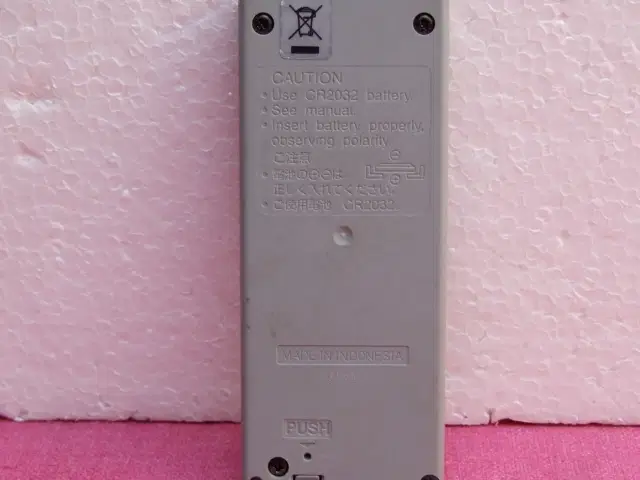 CAUTION
• Use CR2032 battery.
• See manual.
• Insert battery properly,
observing polarity.
ご注意
• 電池の⊕⊖は
正しく入れてください。
• ご使用電池 CR2032.
MADE IN INDONESIA
PUSH